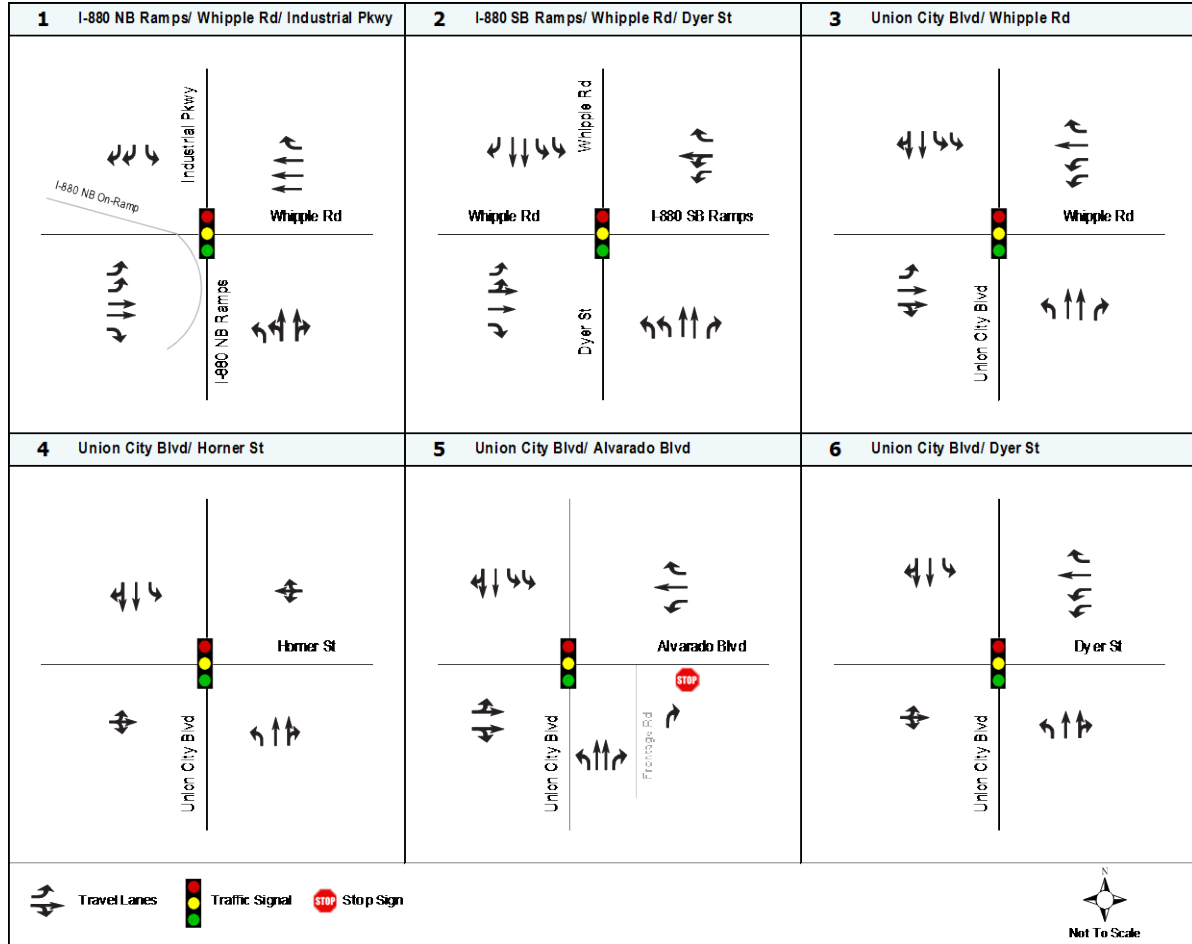 1 I-880 NB Ramps/ Whipple Rd/ Industrial Pkwy
Industrial Pkwy
I-880 NB On-Ramp
Whipple Rd
I-880 NB Ramps
2 I-880 SB Ramps/ Whipple Rd/ Dyer St
Whipple Rd
Whipple Rd
I-880 SB Ramps
Dyer St
3 Union City Blvd/ Whipple Rd
Whipple Rd
Union City Blvd
4 Union City Blvd/ Horner St
Horner St
Union City Blvd
5 Union City Blvd/ Alvarado Blvd
Alvarado Blvd
STOP
Union City Blvd
Frontage Rd
6 Union City Blvd/ Dyer St
Dyer St
Union City Blvd
Travel Lanes
Traffic Signal
STOP Stop Sign
N
Not To Scale